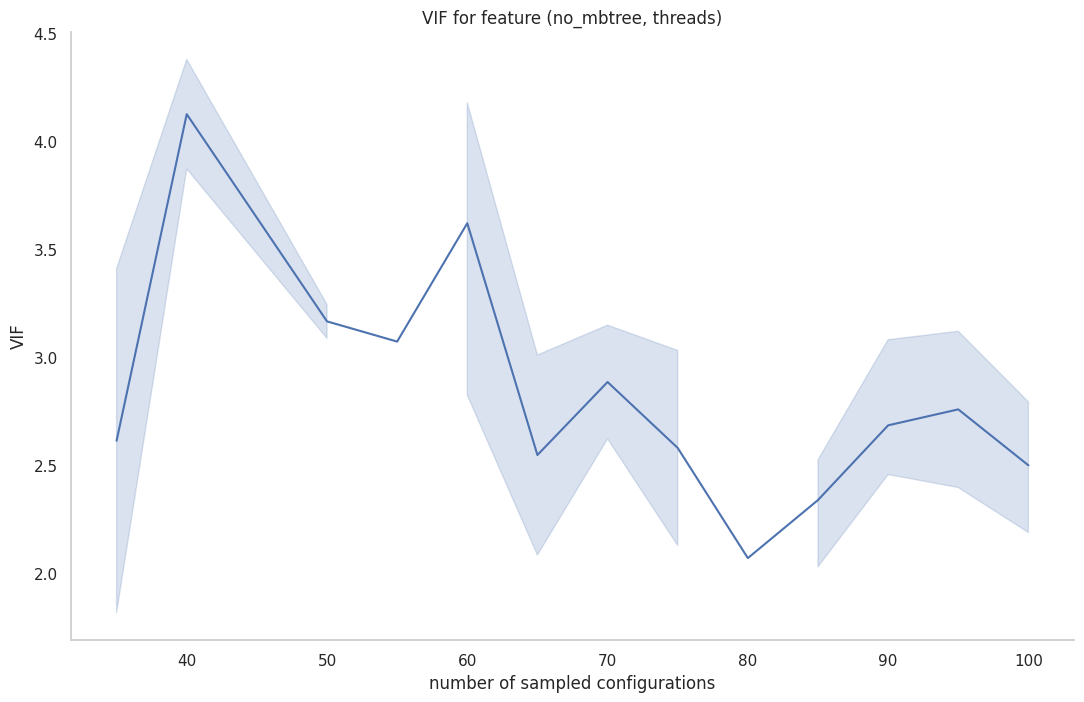 VIF for feature (no_mbtree, threads)
4.5
4.0
3.5
3.0
2.5
2.0
VIF
40 50 60 70 80 90 100
number of sampled configurations